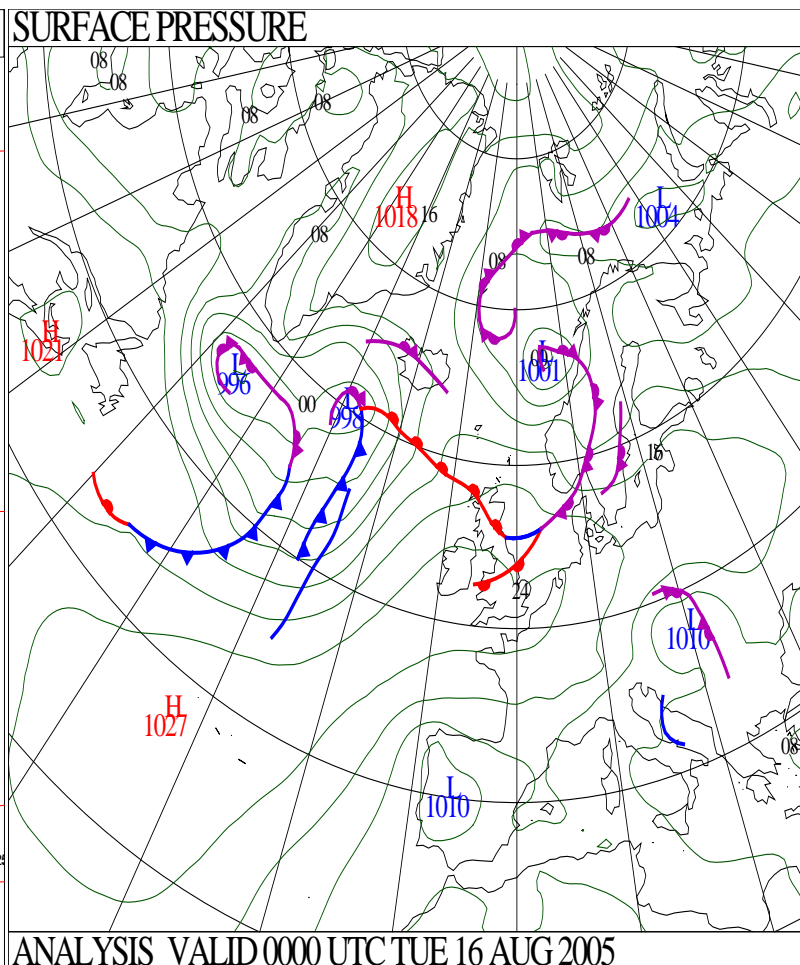 SURFACE PRESSURE
08
08
08
08
H
1018
16
L
1004
08
08
08
H
1021
L
996
00
L
998
L
1001
16
24
L
1010
H
1027
08
L
1010
ANALYSIS VALID 0000 UTC TUE 16 AUG 2005